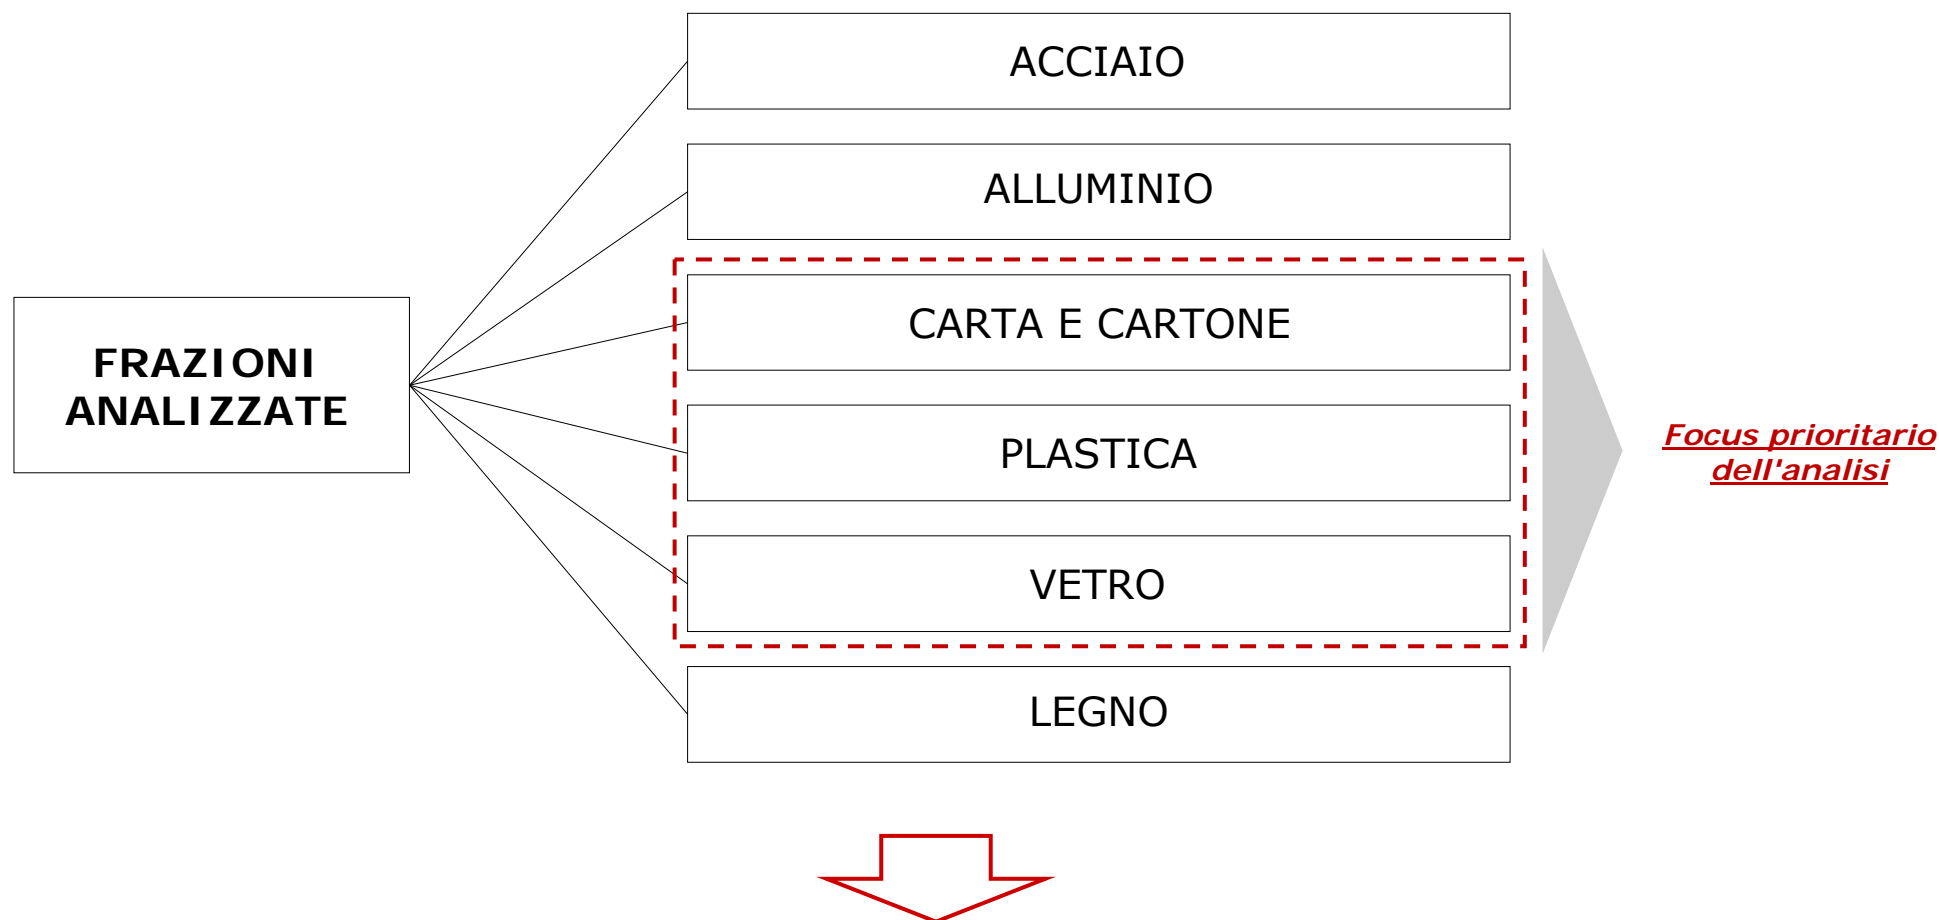 FRAZIONI
ANALIZZATE
ACCIAIO
ALLUMINIO
CARTA E CARTONE
PLASTICA
VETRO
LEGNO
Focus prioritario
dell'analisi